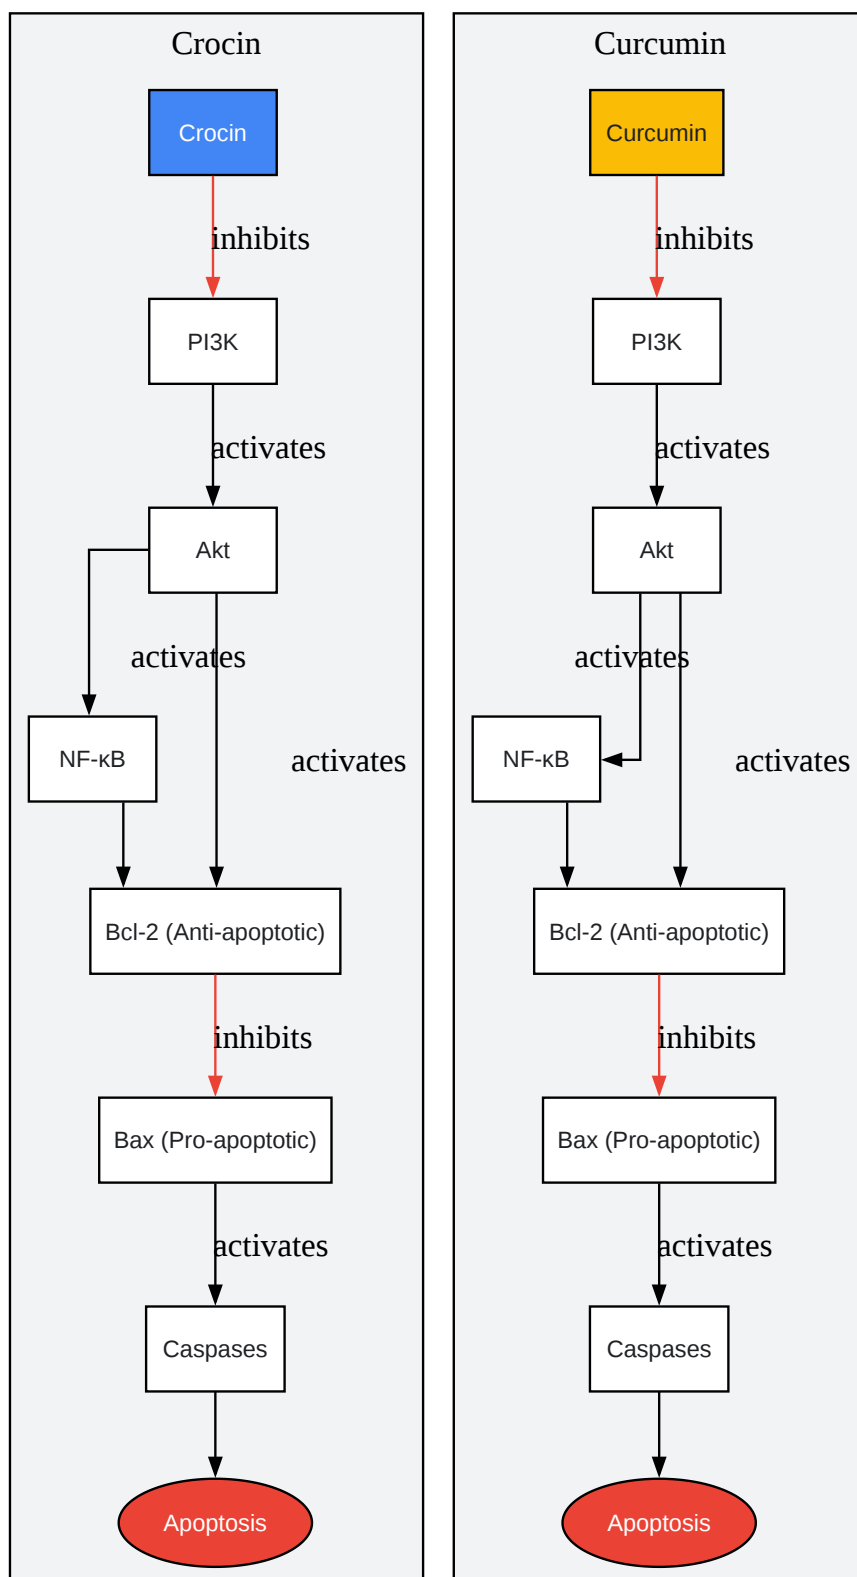 Crocin
Crocin
inhibits
PI3K
activates
Akt
activates
NF-κB
activates
Bcl-2 (Anti-apoptotic)
inhibits
Bax (Pro-apoptotic)
activates
Caspases
Apoptosis
Curcumin
Curcumin
inhibits
PI3K
activates
Akt
activates
NF-κB
activates
Bcl-2 (Anti-apoptotic)
inhibits
Bax (Pro-apoptotic)
activates
Caspases
Apoptosis